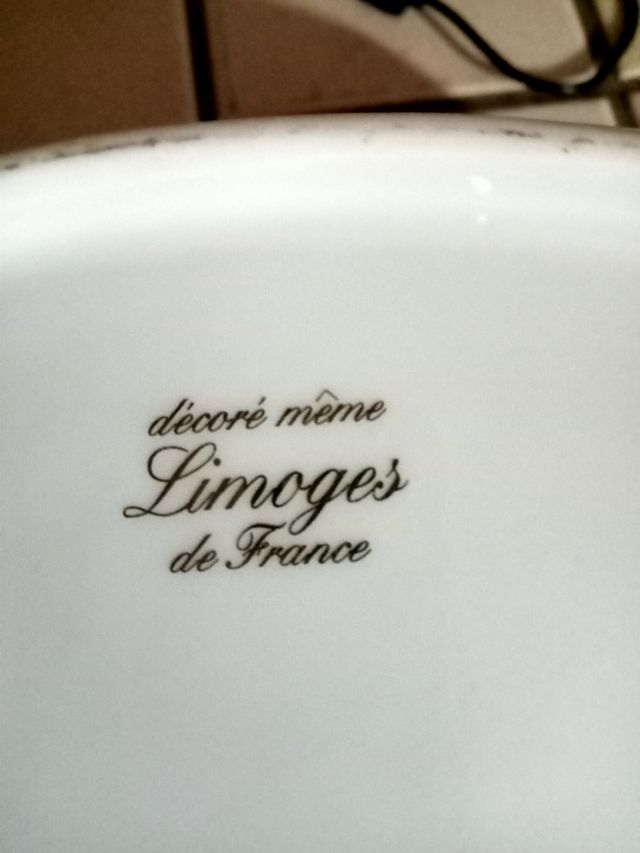 décoré même
Limoges
de France